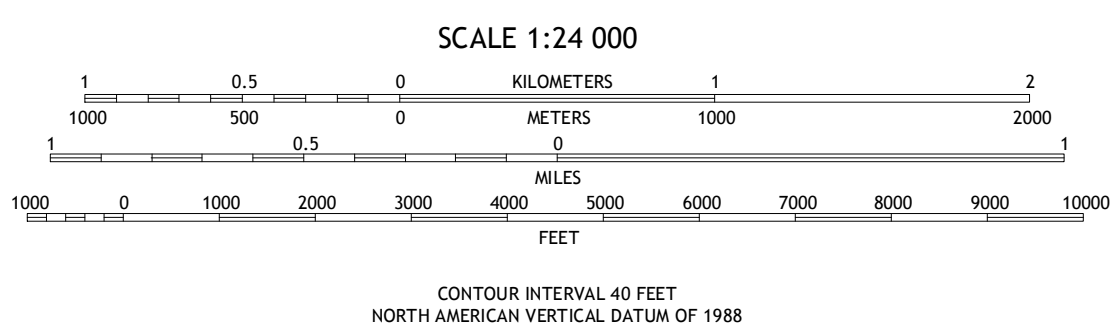 SCALE 1:24 000
1 0.5 0 KILOMETERS 1 2
1000 500 0 METERS 1000 2000
1 0.5 0 1
MILES
1000 0 1000 2000 3000 4000 5000 6000 7000 8000 9000 10000
FEET
CONTOUR INTERVAL 40 FEET
NORTH AMERICAN VERTICAL DATUM OF 1988